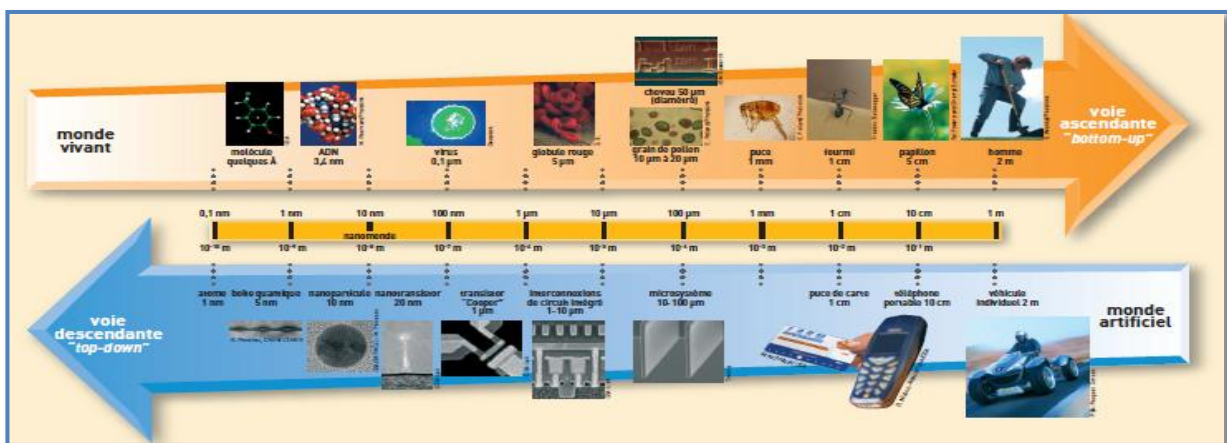 cheveu 50 µm
(diamètre)
monde
vivant
molécule
quelques Å
ADN
3,4 nm
virus
0,1 µm
globule rouge
5 µm
grain de pollen
10 µm à 20 µm
puce
1 mm
fourmi
1 cm
papillon
5 cm
homme
2 m
voie
ascendante
"bottom-up"
0,1 nm 1 nm 10 nm 100 nm 1 µm 10 µm 100 µm 1 mm 1 cm 10 cm 1 m
nanomonde
10⁻¹⁰ m 10⁻⁹ m 10⁻⁸ m 10⁻⁷ m 10⁻⁶ m 10⁻⁵ m 10⁻⁴ m 10⁻³ m 10⁻² m 10⁻¹ m
voie
descendante
"top-down"
atome
1 nm
boîte quantique
5 nm
nanoparticule
10 nm
nanotransistor
20 nm
transistor
"Cooper"
1 µm
interconnexions
de circuit intégré
1-10 µm
microsystème
10-100 µm
puce de carte
1 cm
téléphone
portable 10 cm
véhicule
individuel 2 m
monde
artificiel